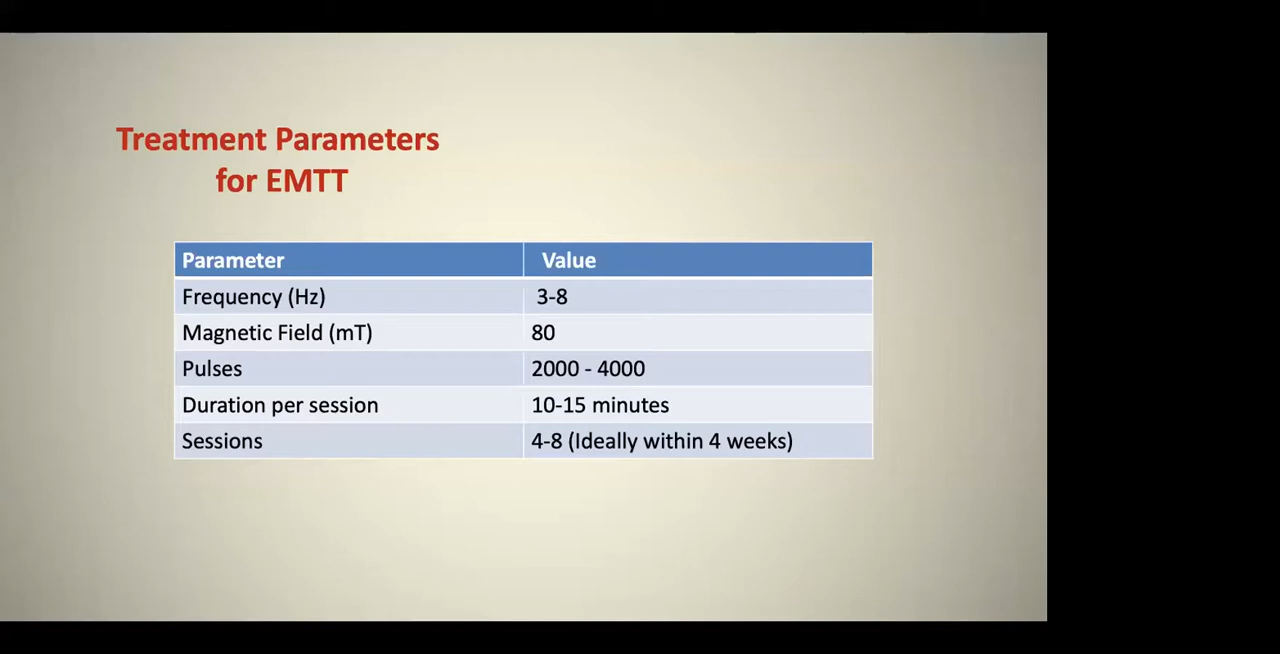 Treatment Parameters
for EMTT
Parameter Value
Frequency (Hz) 3-8
Magnetic Field (mT) 80
Pulses 2000 - 4000
Duration per session 10-15 minutes
Sessions 4-8 (Ideally within 4 weeks)